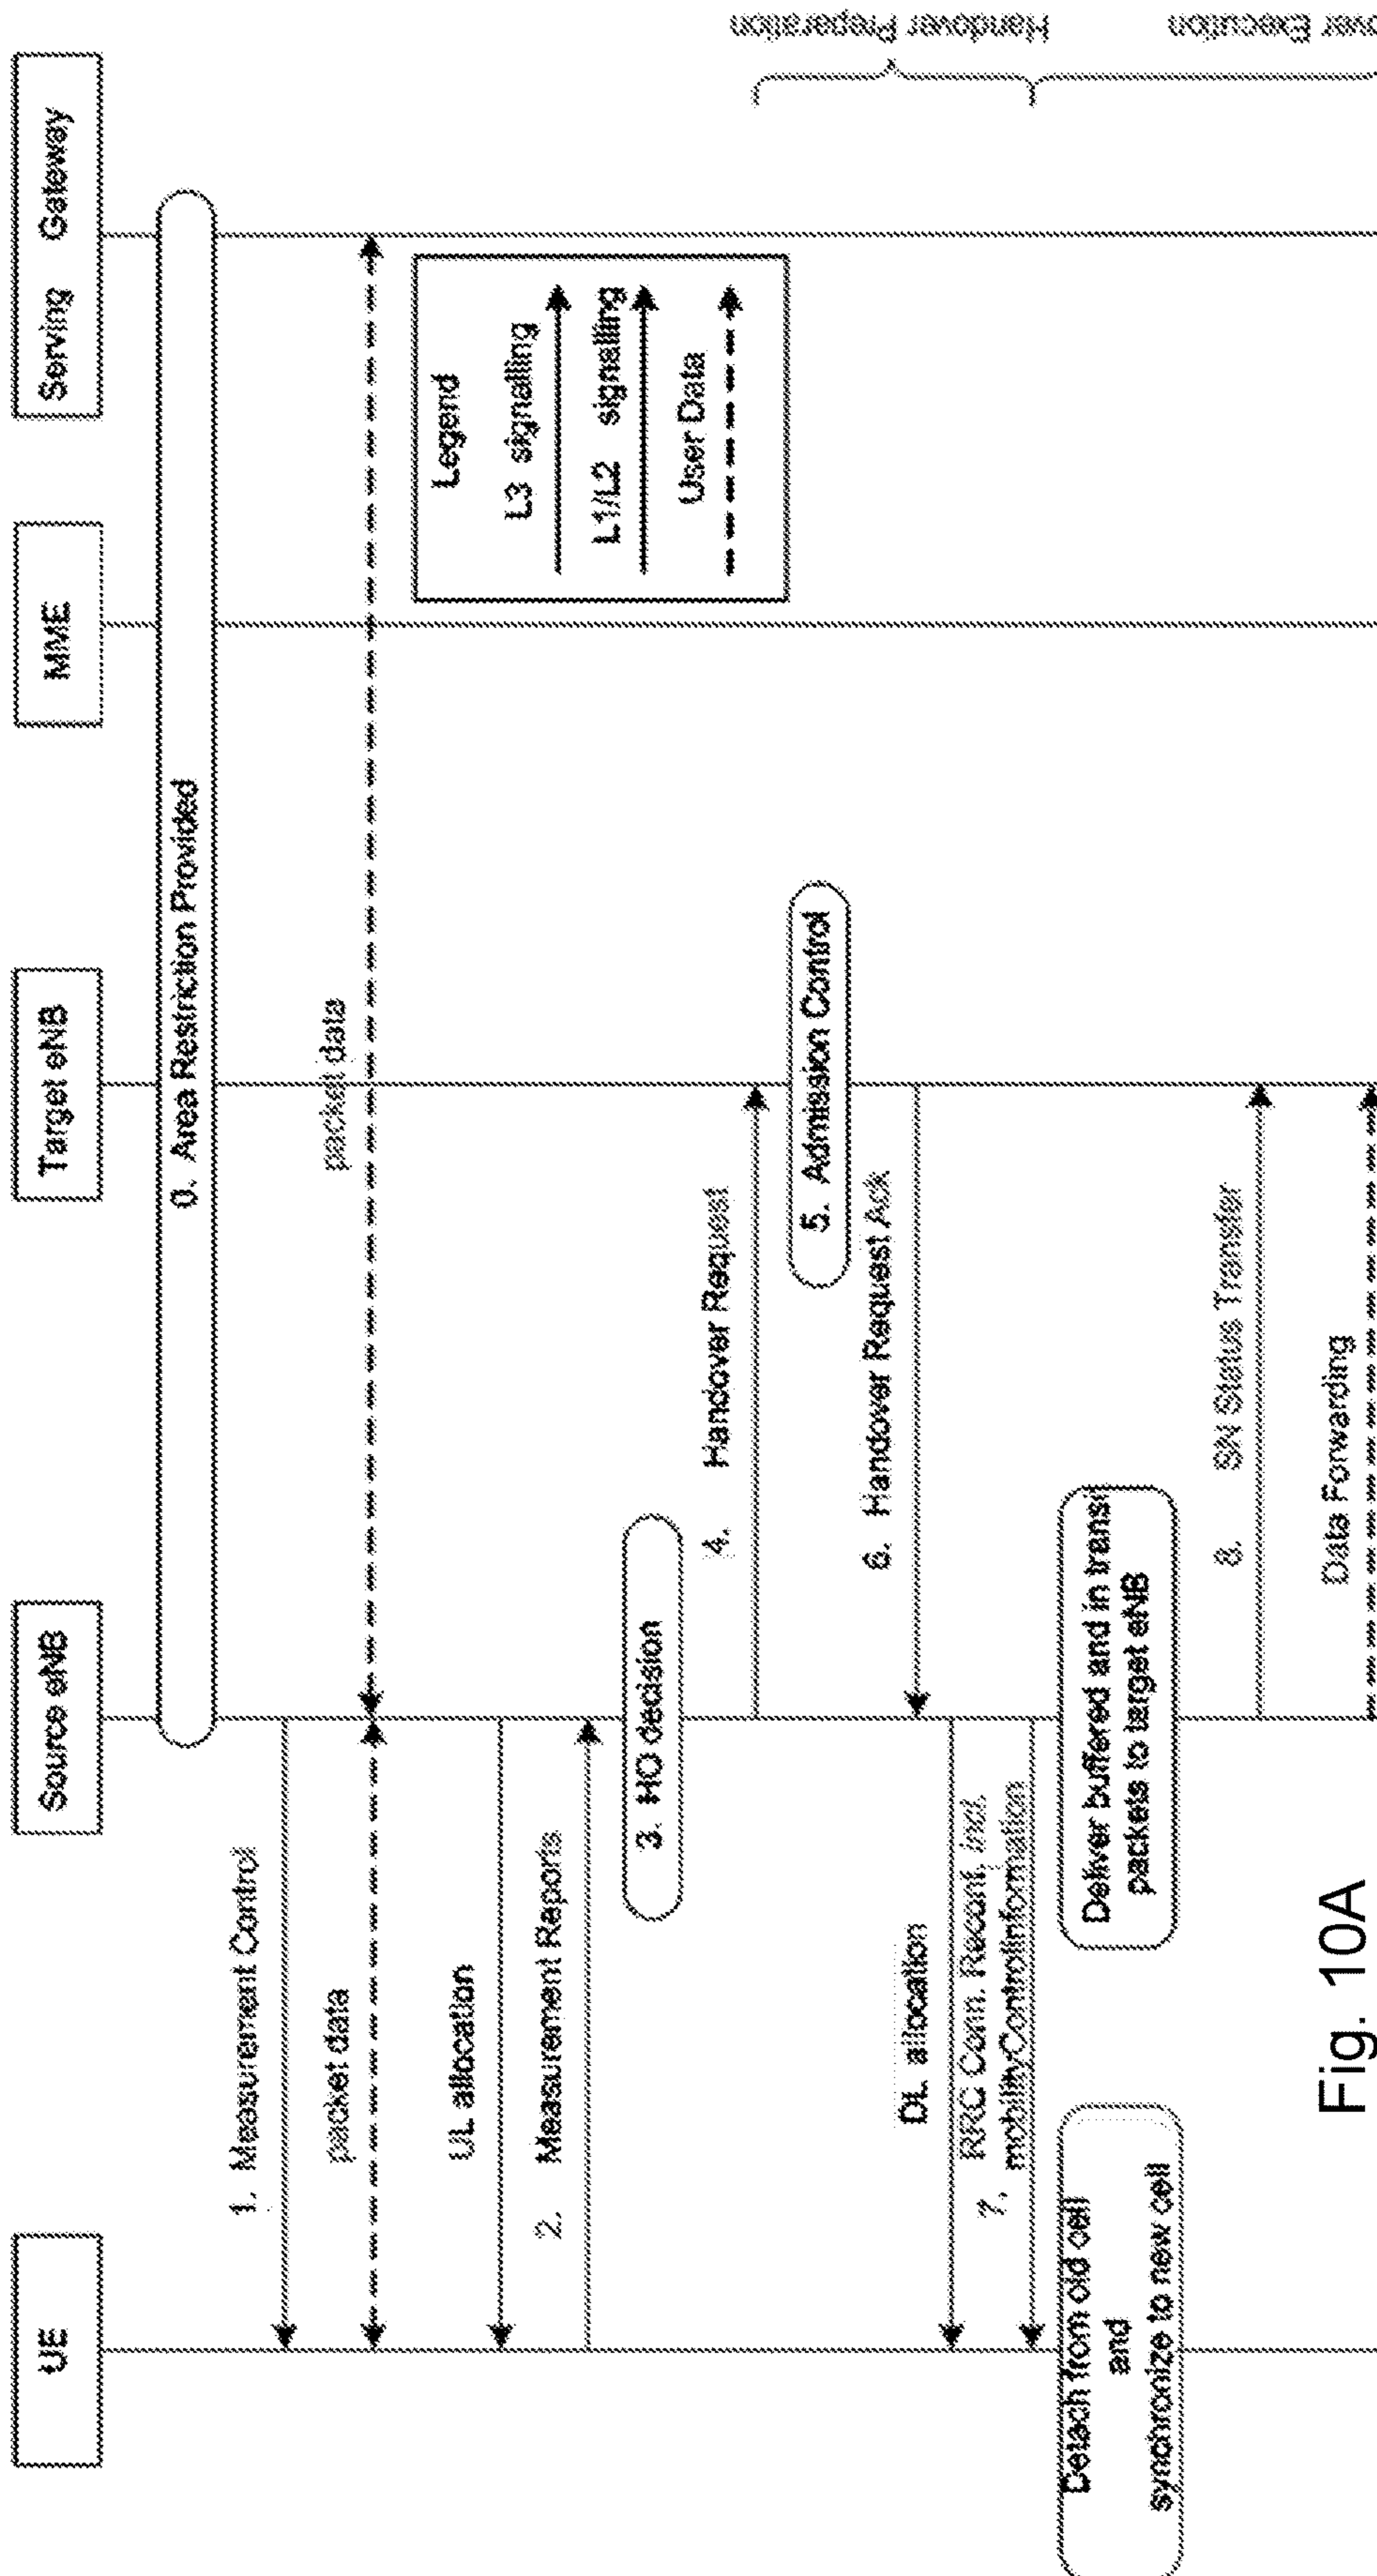 UE
Source eNB
Target eNB
MME
Serving Gateway
0. Area Restriction Provided
1. Measurement Control
packet data
packet data
UL allocation
Legend
L3 signalling
L1/L2 signalling
User Data
2. Measurement Reports
3. HO decision
4. Handover Request
5. Admission Control
6. Handover Request Ack
Handover Preparation
DL allocation
RRC Conn. Reconf. incl.
7. mobilityControlinformation
Detach from old cell
and
synchronize to new cell
Deliver buffered and in transit
packets to target eNB
8. SN Status Transfer
Data Forwarding
over Execution
Fig. 10A